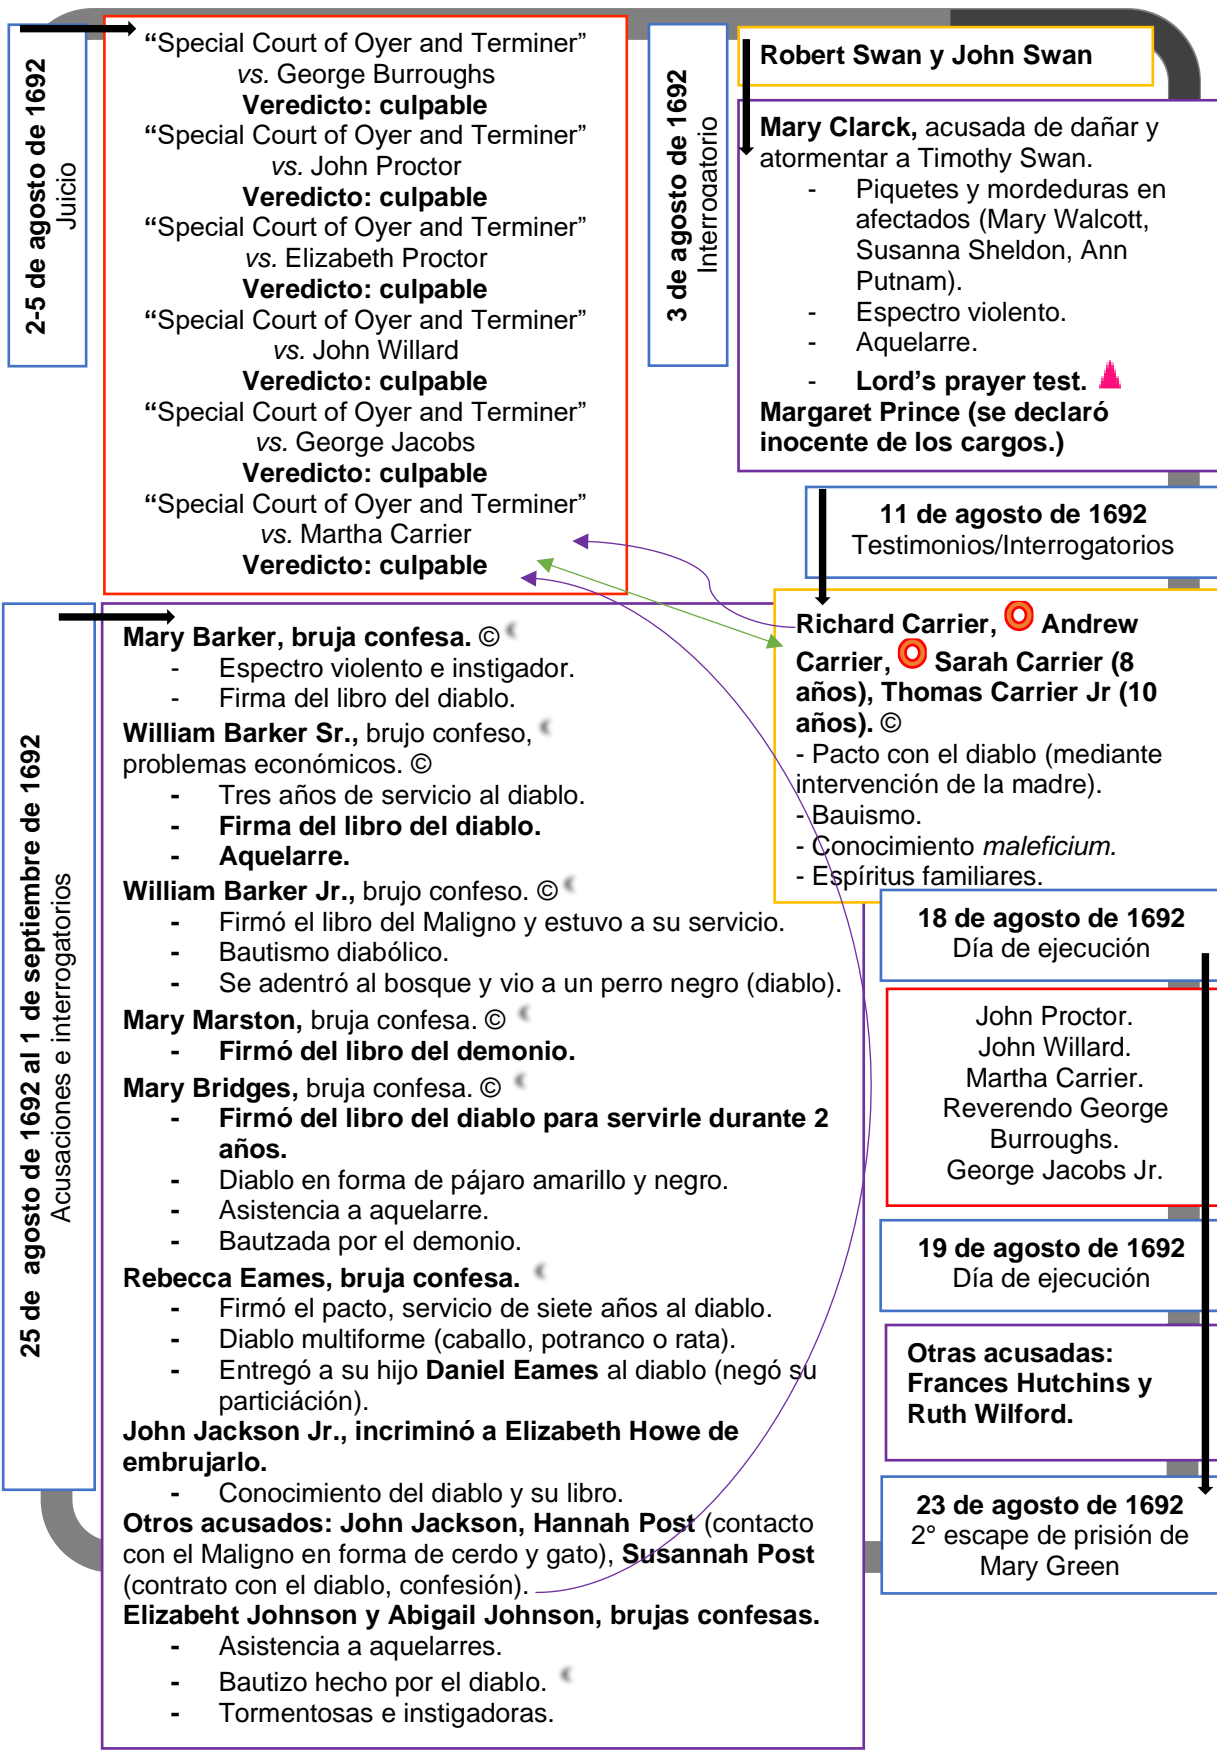 2-5 de agosto de 1692
Juicio
“Special Court of Oyer and Terminer”
vs. George Burroughs
Veredicto: culpable
“Special Court of Oyer and Terminer”
vs. John Proctor
Veredicto: culpable
“Special Court of Oyer and Terminer”
vs. Elizabeth Proctor
Veredicto: culpable
“Special Court of Oyer and Terminer”
vs. John Willard
Veredicto: culpable
“Special Court of Oyer and Terminer”
vs. George Jacobs
Veredicto: culpable
“Special Court of Oyer and Terminer”
vs. Martha Carrier
Veredicto: culpable
3 de agosto de 1692
Interrogatorio
Robert Swan y John Swan
Mary Clarck, acusada de dañar y
atormentar a Timothy Swan.
- Piquetes y mordeduras en
afectados (Mary Walcott,
Susanna Sheldon, Ann
Putnam).
- Espectro violento.
- Aquelarre.
- Lord’s prayer test.
Margaret Prince (se declaró
inocente de los cargos.)
11 de agosto de 1692
Testimonios/Interrogatorios
Richard Carrier, Andrew
Carrier, Sarah Carrier (8
años), Thomas Carrier Jr (10
años). ©
- Pacto con el diablo (mediante
intervención de la madre).
- Bauismo.
- Conocimiento maleficium.
- Espíritus familiares.
18 de agosto de 1692
Día de ejecución
John Proctor.
John Willard.
Martha Carrier.
Reverendo George
Burroughs.
George Jacobs Jr.
19 de agosto de 1692
Día de ejecución
Otras acusadas:
Frances Hutchins y
Ruth Wilford.
23 de agosto de 1692
2° escape de prisión de
Mary Green
25 de agosto de 1692 al 1 de septiembre de 1692
Acusaciones e interrogatorios
Mary Barker, bruja confesa. ©
- Espectro violento e instigador.
- Firma del libro del diablo.
William Barker Sr., brujo confeso,
problemas económicos. ©
- Tres años de servicio al diablo.
- Firma del libro del diablo.
- Aquelarre.
William Barker Jr., brujo confeso. ©
- Firmó el libro del Maligno y estuvo a su servicio.
- Bautismo diabólico.
- Se adentró al bosque y vio a un perro negro (diablo).
Mary Marston, bruja confesa. ©
- Firmó del libro del demonio.
Mary Bridges, bruja confesa. ©
- Firmó del libro del diablo para servirle durante 2
años.
- Diablo en forma de pájaro amarillo y negro.
- Asistencia a aquelarre.
- Bautzada por el demonio.
Rebecca Eames, bruja confesa.
- Firmó el pacto, servicio de siete años al diablo.
- Diablo multiforme (caballo, potranco o rata).
- Entregó a su hijo Daniel Eames al diablo (negó su
particiáción).
John Jackson Jr., incriminó a Elizabeth Howe de
embrujarlo.
- Conocimiento del diablo y su libro.
Otros acusados: John Jackson, Hannah Post (contacto
con el Maligno en forma de cerdo y gato), Susannah Post
(contrato con el diablo, confesión).
Elizabeht Johnson y Abigail Johnson, brujas confesas.
- Asistencia a aquelarres.
- Bautizo hecho por el diablo.
- Tormentosas e instigadoras.